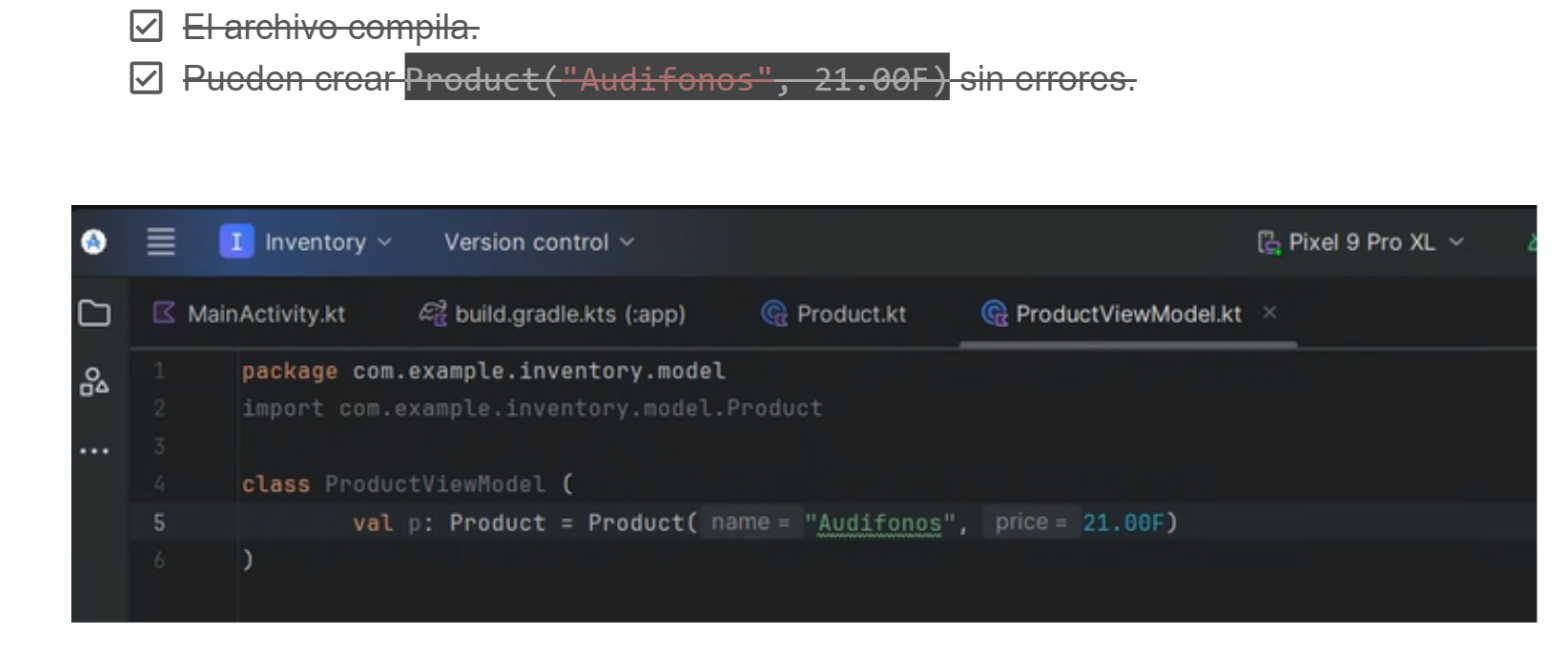 El archivo compila.
Pueden crear Product("Audifonos", 21.00F) sin errores.
I Inventory Version control Pixel 9 Pro XL
MainActivity.kt build.gradle.kts (:app) Product.kt ProductViewModel.kt ×
1 package com.example.inventory.model
2 import com.example.inventory.model.Product
3
4 class ProductViewModel (
5 val p: Product = Product( name = "Audifonos", price = 21.00F)
6 )